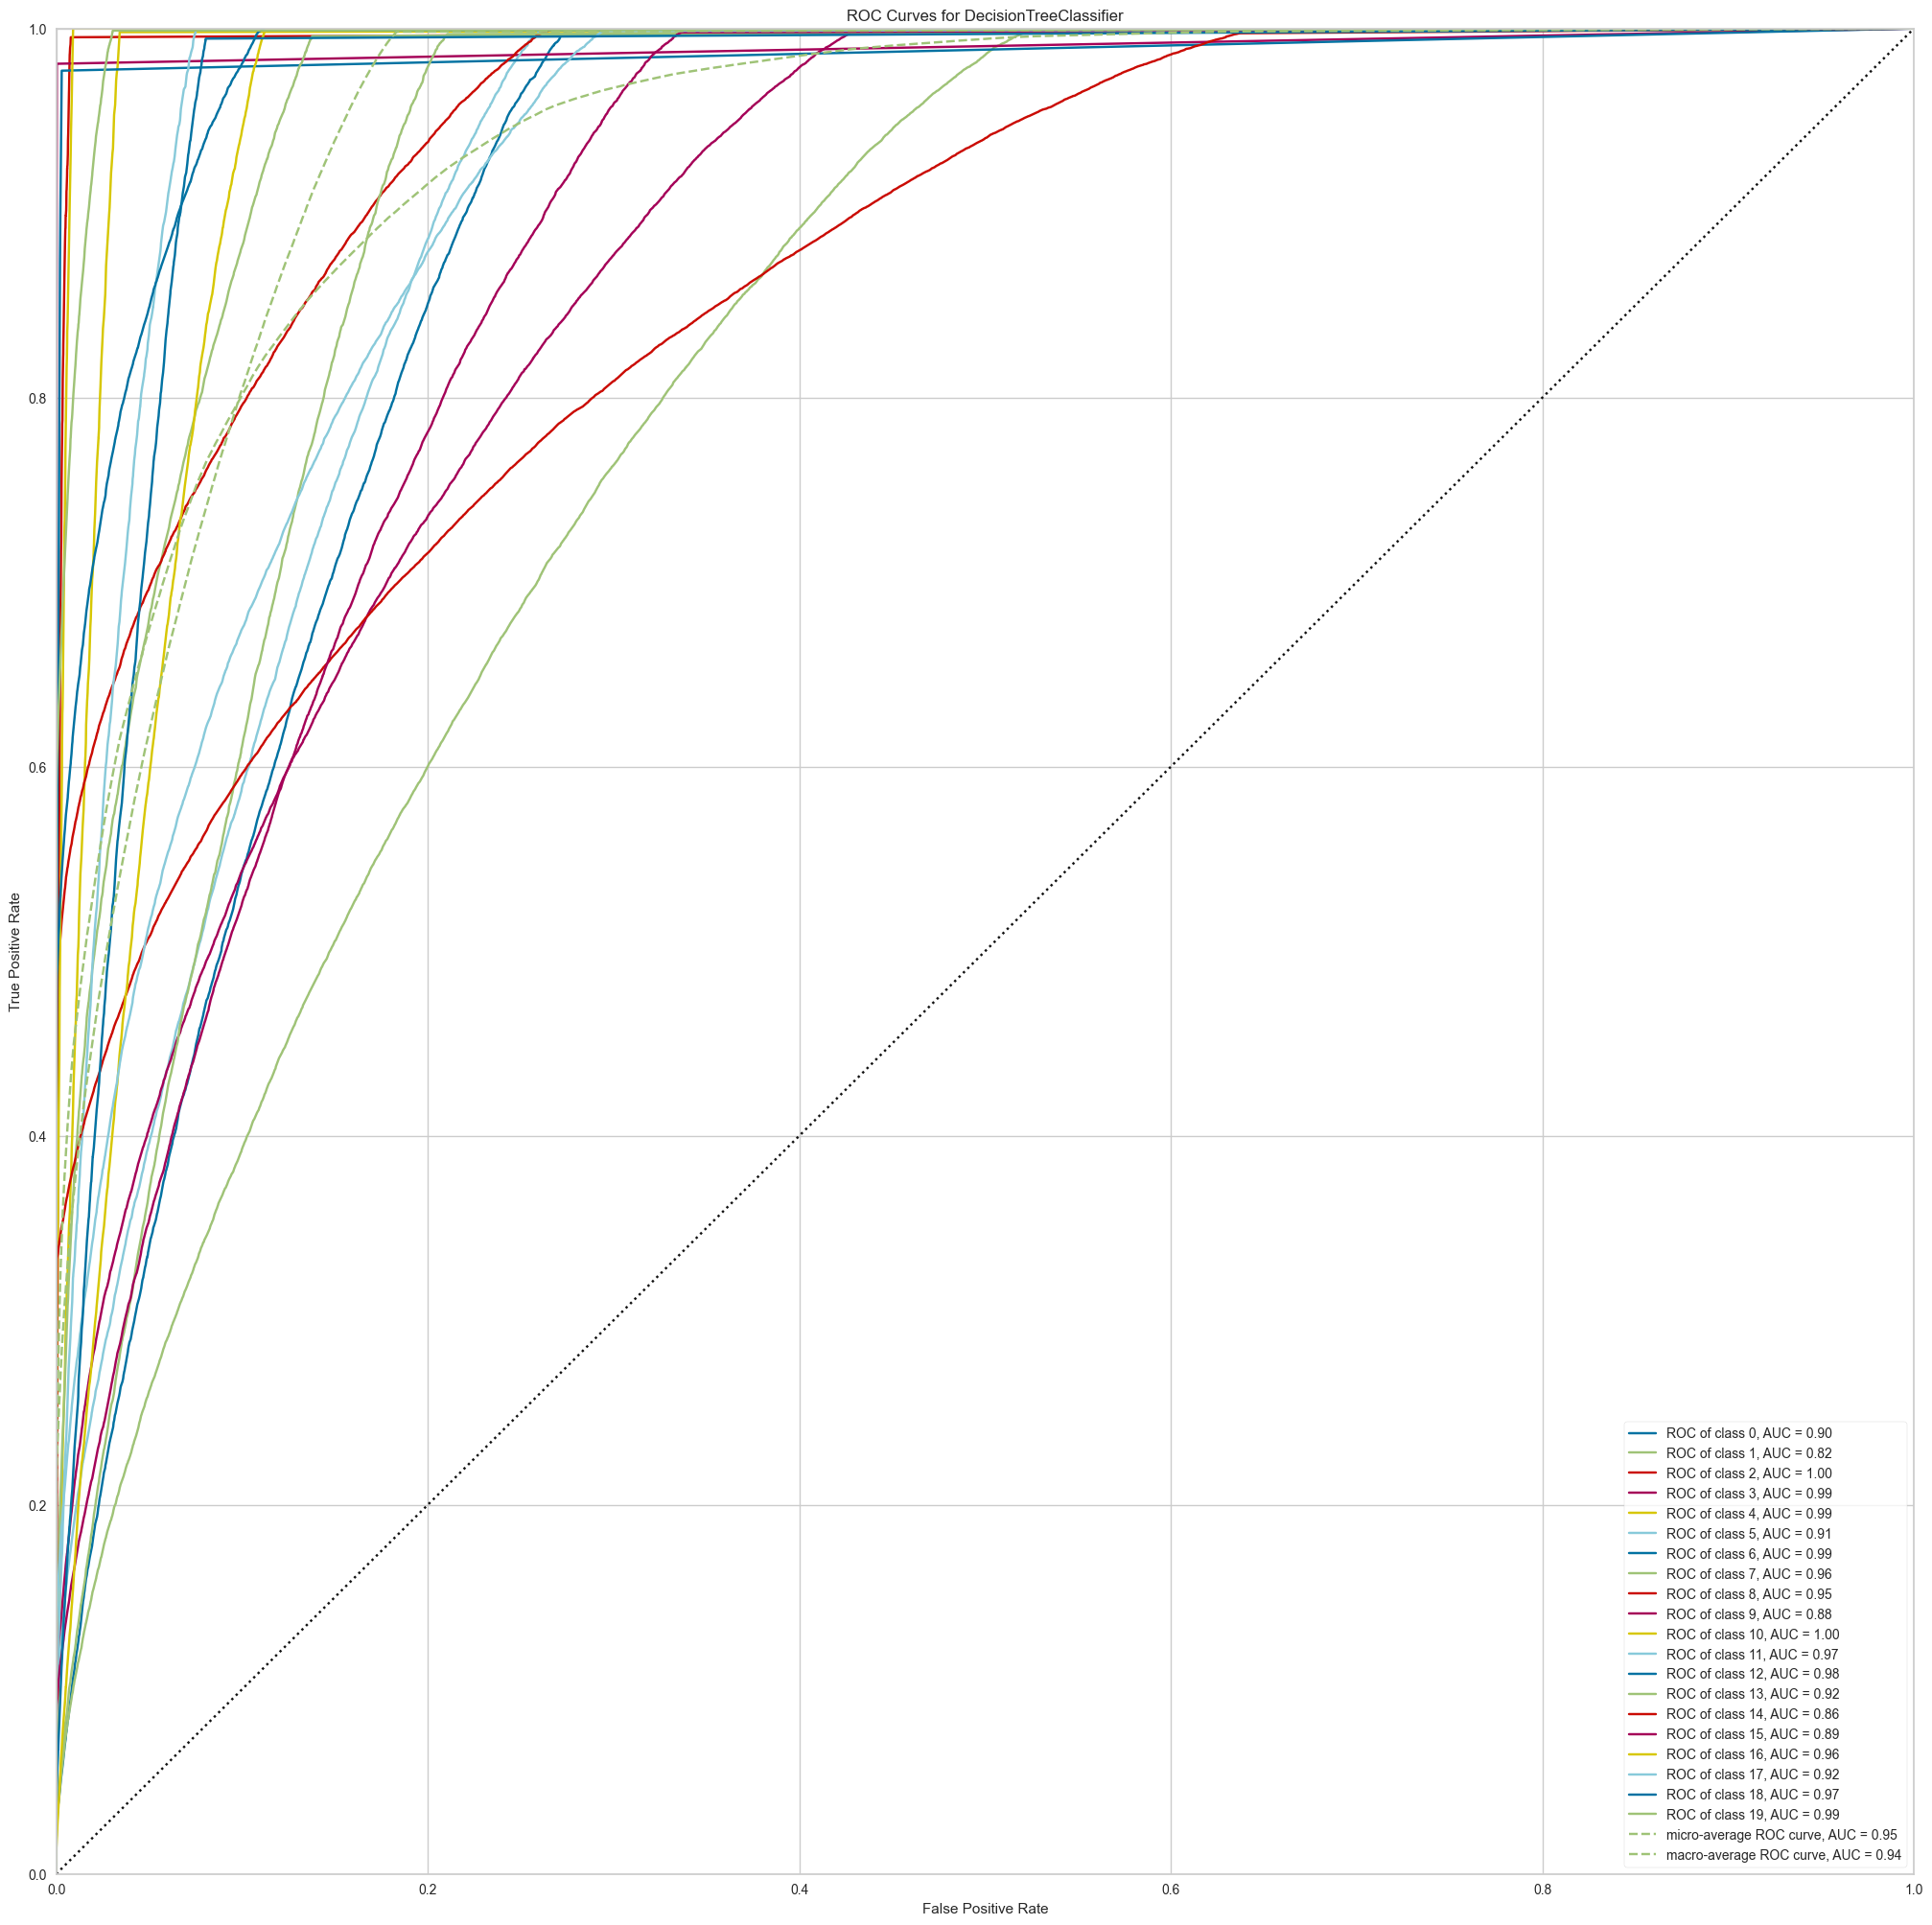 ROC Curves for DecisionTreeClassifier
1.0
0.8
0.6
0.4
0.2
0.0
True Positive Rate
0.0 0.2 0.4 0.6 0.8 1.0
False Positive Rate
ROC of class 0, AUC = 0.90
ROC of class 1, AUC = 0.82
ROC of class 2, AUC = 1.00
ROC of class 3, AUC = 0.99
ROC of class 4, AUC = 0.99
ROC of class 5, AUC = 0.91
ROC of class 6, AUC = 0.99
ROC of class 7, AUC = 0.96
ROC of class 8, AUC = 0.95
ROC of class 9, AUC = 0.88
ROC of class 10, AUC = 1.00
ROC of class 11, AUC = 0.97
ROC of class 12, AUC = 0.98
ROC of class 13, AUC = 0.92
ROC of class 14, AUC = 0.86
ROC of class 15, AUC = 0.89
ROC of class 16, AUC = 0.96
ROC of class 17, AUC = 0.92
ROC of class 18, AUC = 0.97
ROC of class 19, AUC = 0.99
micro-average ROC curve, AUC = 0.95
macro-average ROC curve, AUC = 0.94